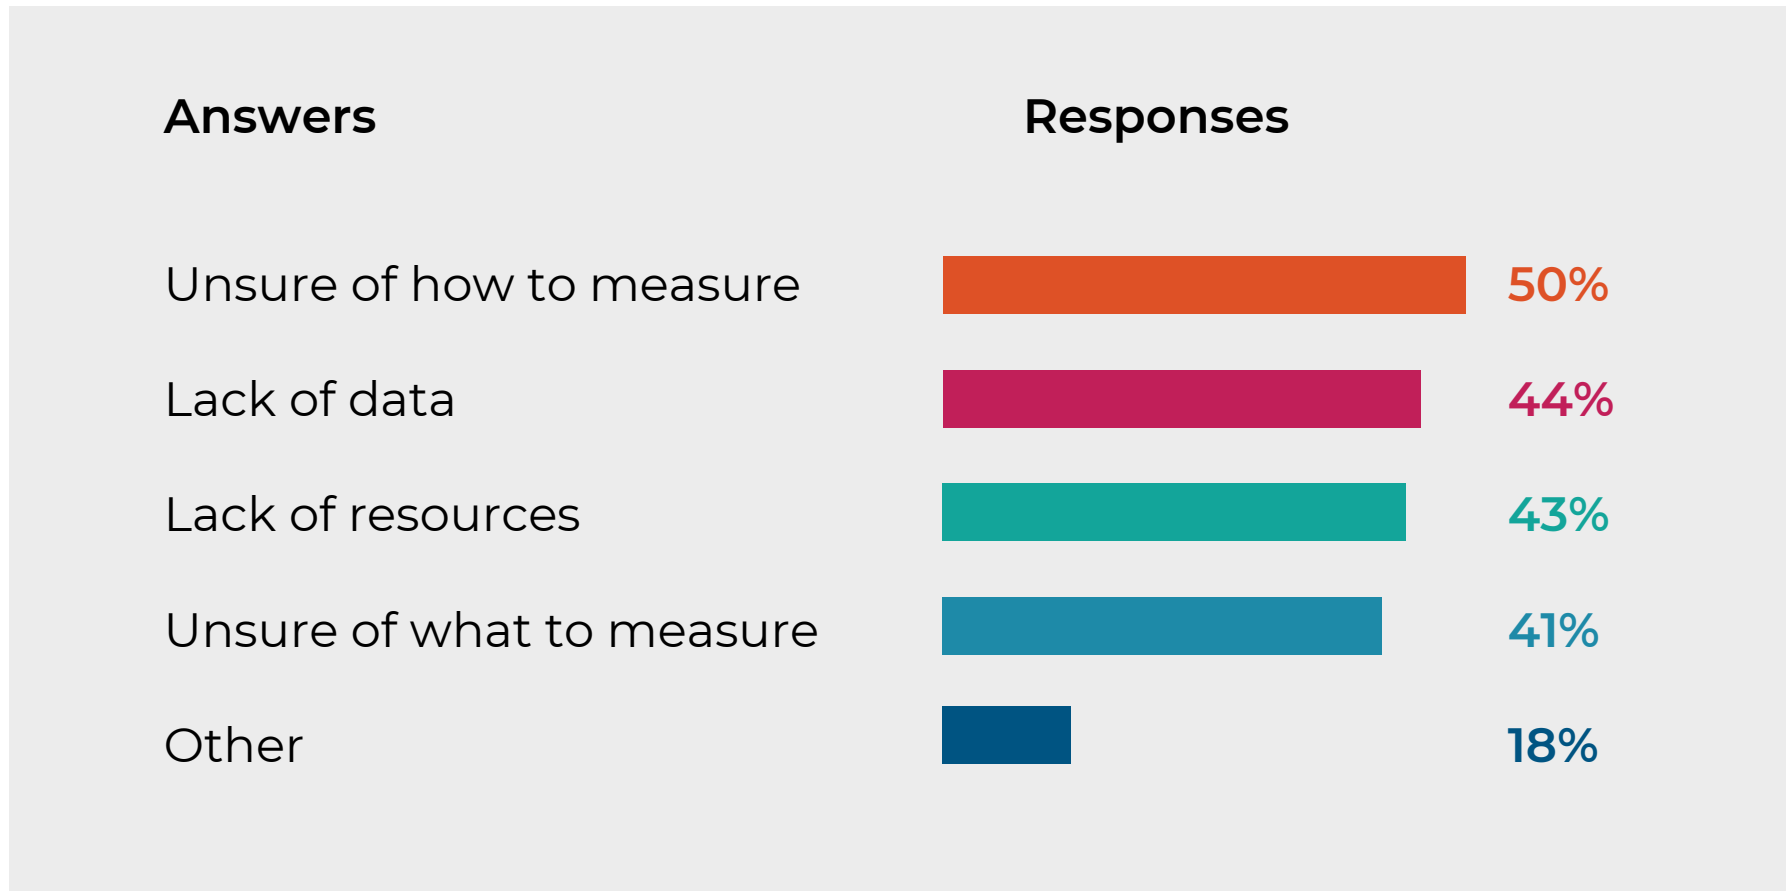 Answers Responses
Unsure of how to measure 50%
Lack of data 44%
Lack of resources 43%
Unsure of what to measure 41%
Other 18%